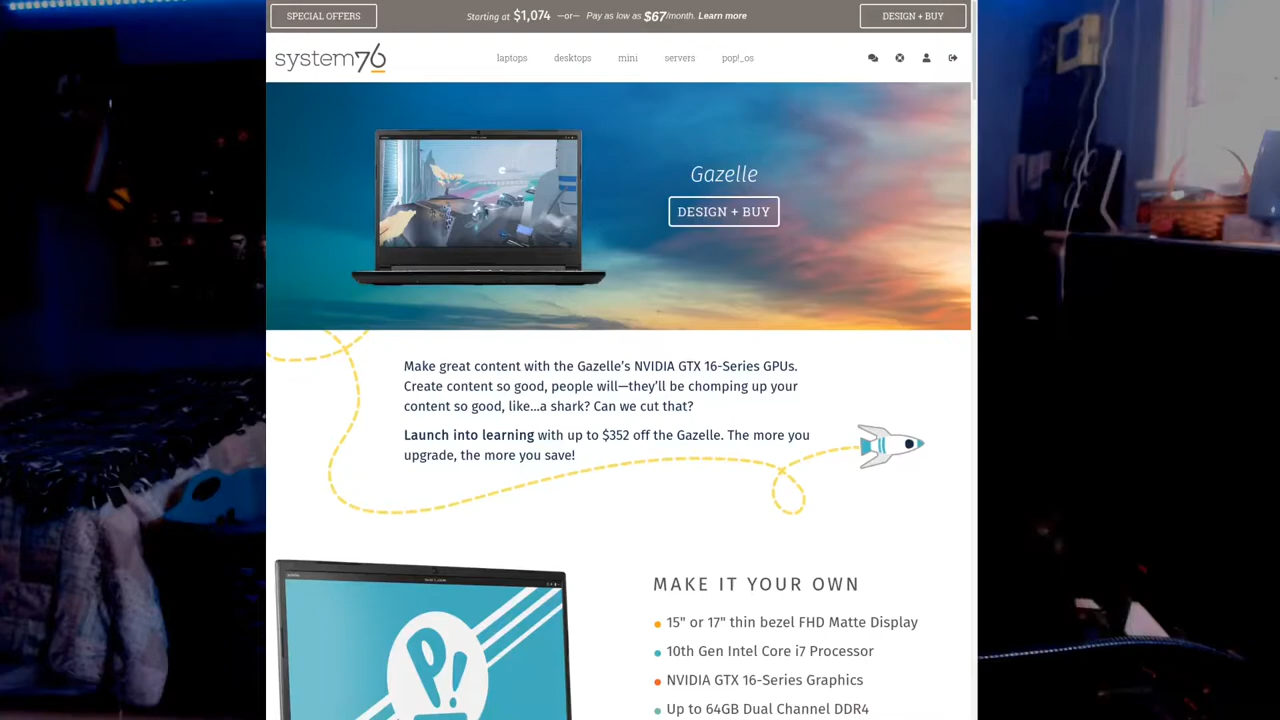 SPECIAL OFFERS
Starting at $1,074 —or— Pay as low as $67/month. Learn more
DESIGN + BUY
system76
laptops desktops mini servers pop!_os
Gazelle
DESIGN + BUY
Make great content with the Gazelle's NVIDIA GTX 16-Series GPUs.
Create content so good, people will—they'll be chomping up your
content so good, like...a shark? Can we cut that?
Launch into learning with up to $352 off the Gazelle. The more you
upgrade, the more you save!
MAKE IT YOUR OWN
15" or 17" thin bezel FHD Matte Display
10th Gen Intel Core i7 Processor
NVIDIA GTX 16-Series Graphics
Up to 64GB Dual Channel DDR4
P!